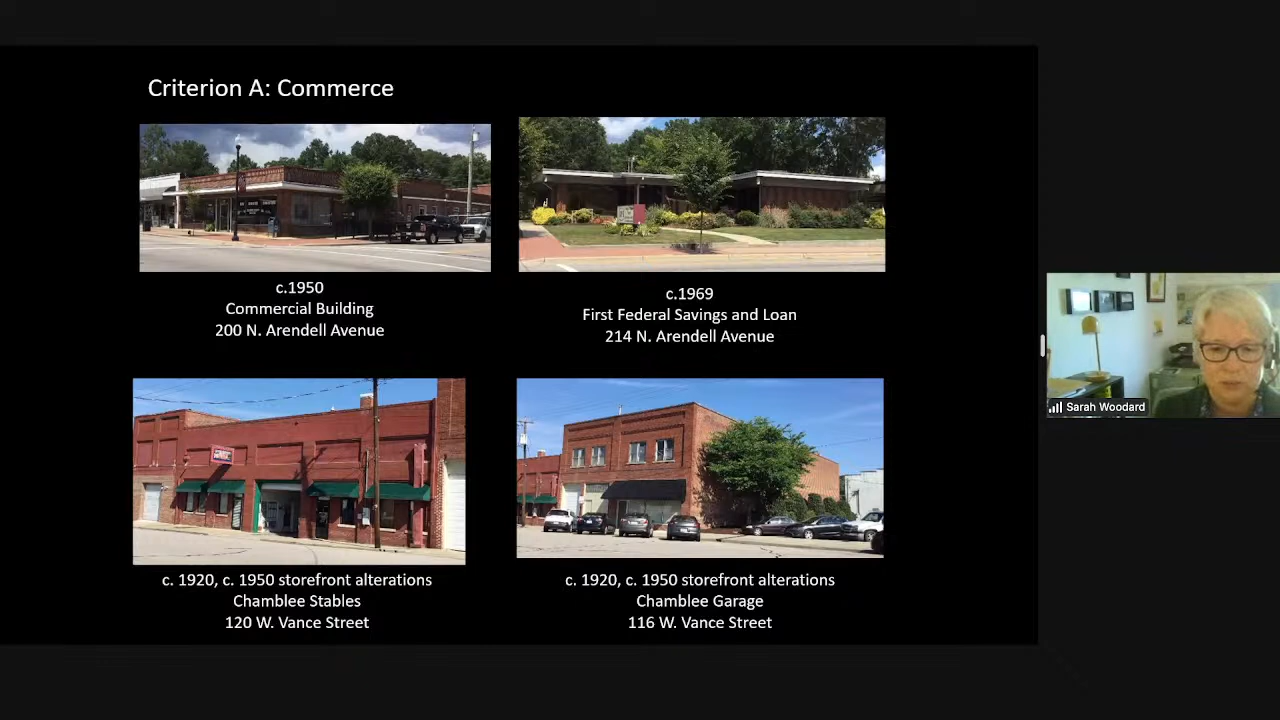 Criterion A: Commerce
c.1950
Commercial Building
200 N. Arendell Avenue
c.1969
First Federal Savings and Loan
214 N. Arendell Avenue
c. 1920, c. 1950 storefront alterations
Chamblee Stables
120 W. Vance Street
c. 1920, c. 1950 storefront alterations
Chamblee Garage
116 W. Vance Street
Sarah Woodard